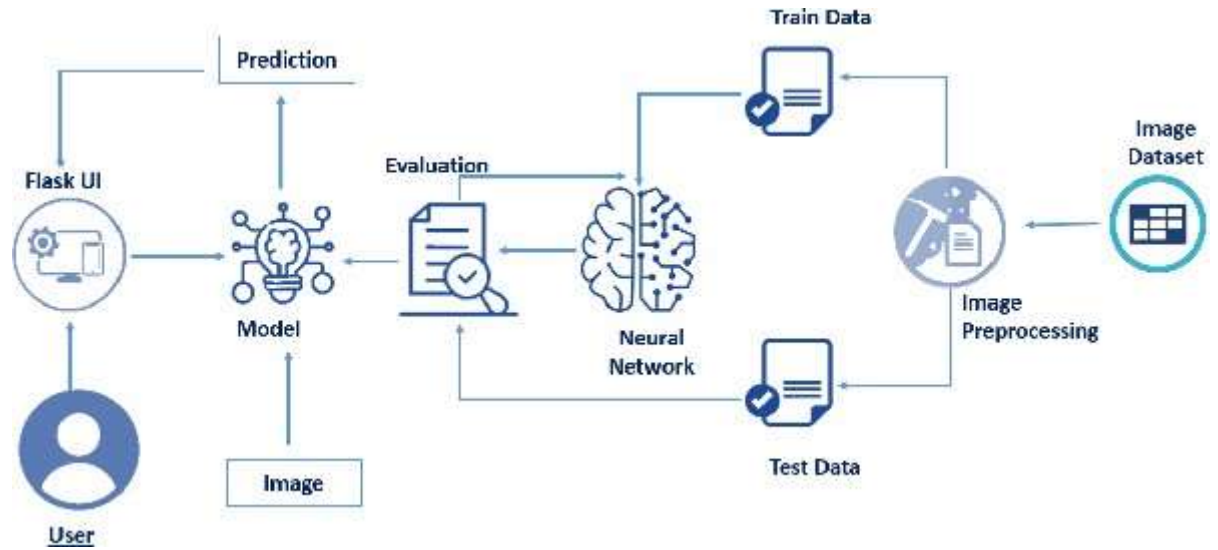 Train Data
Prediction
Image
Dataset
Evaluation
Flask UI
Image
Preprocessing
Model
Neural
Network
Image
Test Data
User